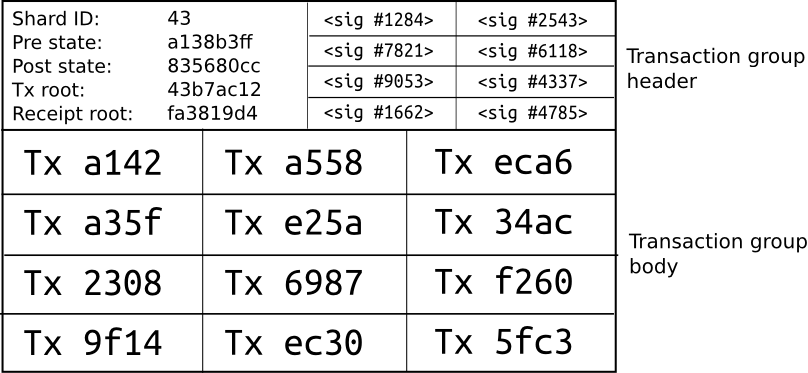 Shard ID: 43 <sig #1284> <sig #2543>
Pre state: a138b3ff <sig #7821> <sig #6118>
Post state: 835680cc <sig #9053> <sig #4337>
Tx root: 43b7ac12 <sig #1662> <sig #4785>
Receipt root: fa3819d4
Transaction group
header
Tx a142 Tx a558 Tx eca6
Tx a35f Tx e25a Tx 34ac
Tx 2308 Tx 6987 Tx f260
Tx 9f14 Tx ec30 Tx 5fc3
Transaction group
body